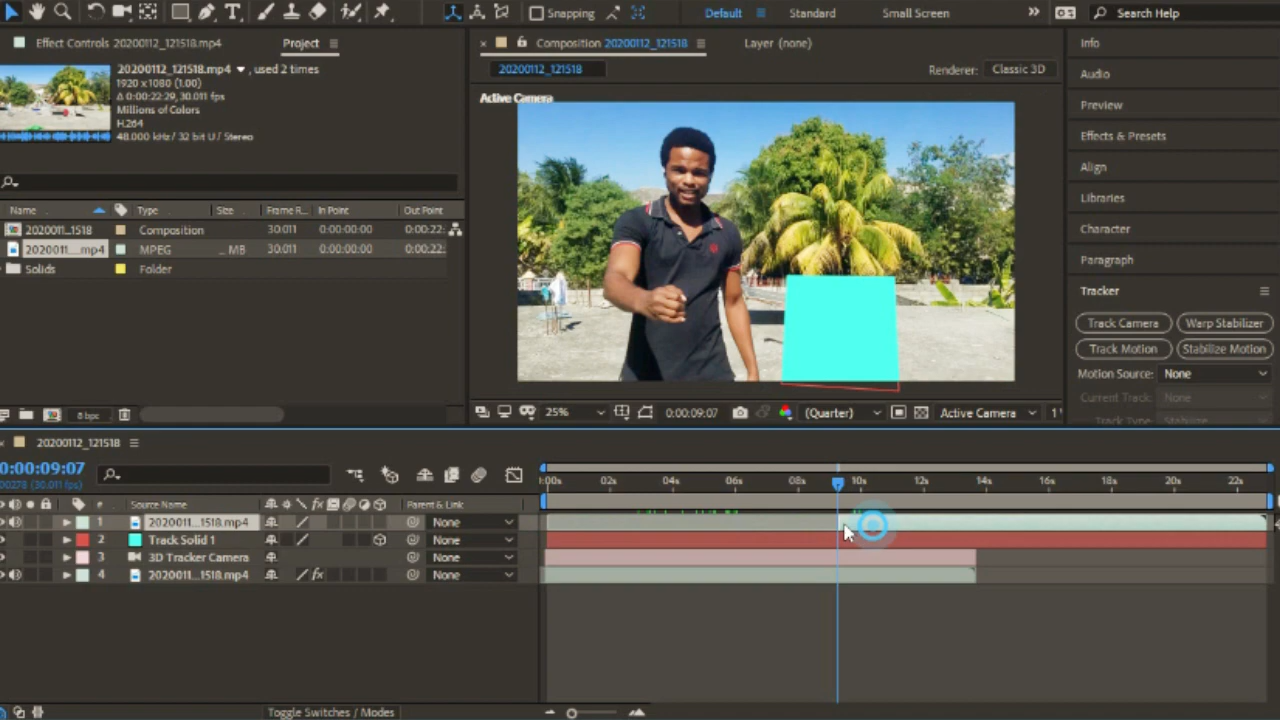 Snapping
Default
Standard
Small Screen
Search Help
Effect Controls 20200112_121518.mp4
Project
20200112_121518.mp4, used 2 times
1920 x 1080 (1.00)
Δ 0:00:22:29, 30.011 fps
Millions of Colors
H.264
48.000 kHz / 32 bit U / Stereo
Name Type Size Frame R... In Point Out Point
2020011_1518 Composition 30.011 0:00:00:00 0:00:22:
2020011....mp4 MPEG ... MB 30.011 0:00:00:00 0:00:22:
Solids Folder
8 bpc
Composition 20200112_121518
Layer (none)
20200112_121518
Renderer: Classic 3D
Active Camera
25%
0:00:09:07
(Quarter)
Active Camera
1
Info
Audio
Preview
Effects & Presets
Align
Libraries
Character
Paragraph
Tracker
Track Camera
Warp Stabilizer
Track Motion
Stabilize Motion
Motion Source: None
Current Track: None
Track Type: Stabilize
20200112_121518
0:00:09:07
00278 (30.011 fps)
# Source Name Parent & Link
1 2020011...1518.mp4 None
2 Track Solid 1 None
3 3D Tracker Camera None
4 2020011...1518.mp4 None
:00s 02s 04s 06s 08s 10s 12s 14s 16s 18s 20s 22s
Toggle Switches / Modes